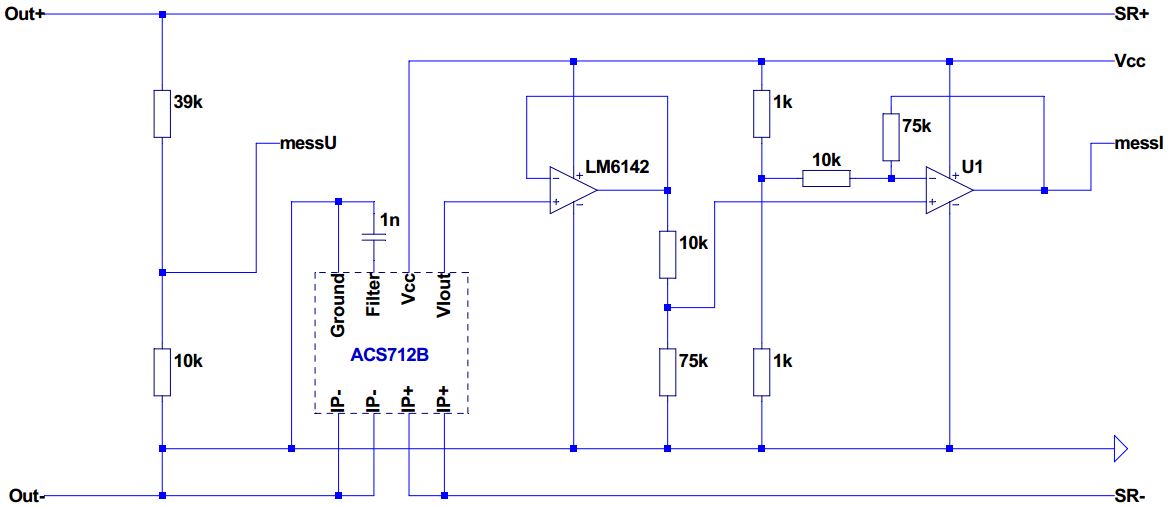 Out+
SR+
Vcc
39k
1k
75k
messU
LM6142
10k
U1
messI
1n
10k
Ground
Filter
Vcc
VIout
ACS712B
10k
75k
1k
IP-
IP-
IP+
IP+
Out-
SR-